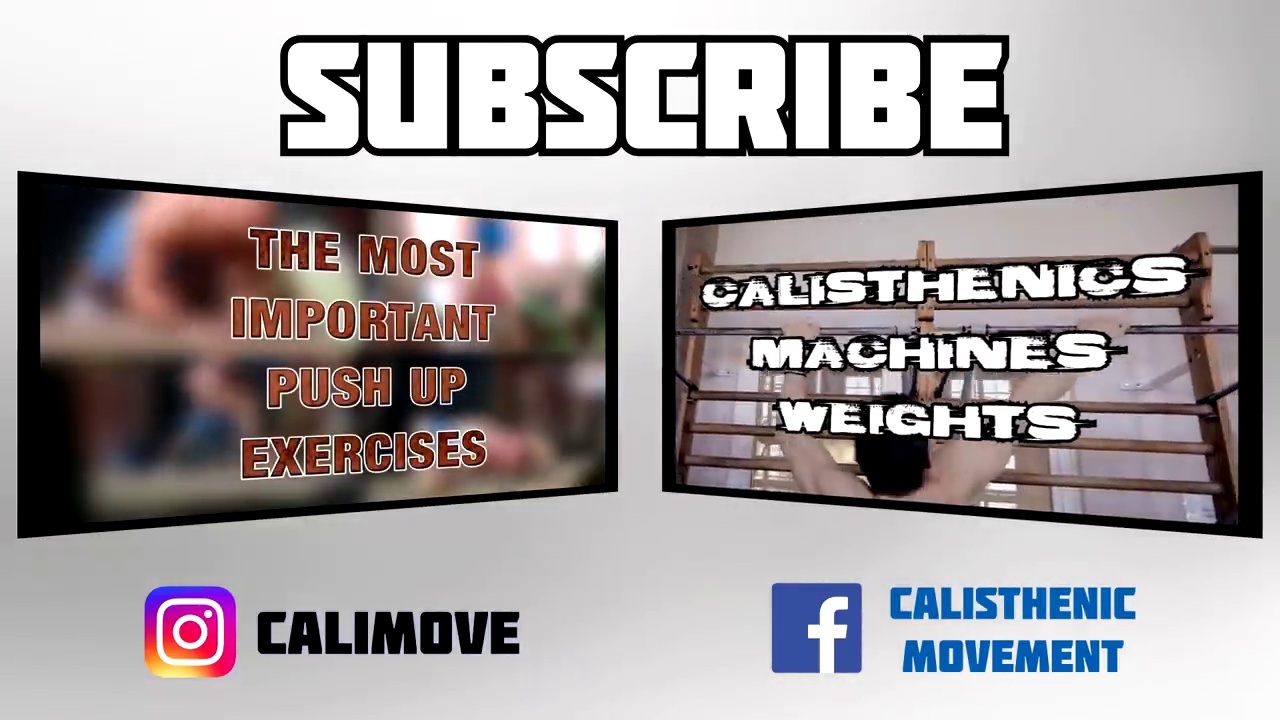 SUBSCRIBE
THE MOST
IMPORTANT
PUSH UP
EXERCISES
CALISTHENICS
MACHINES
WEIGHTS
CALIMOVE
CALISTHENIC
MOVEMENT